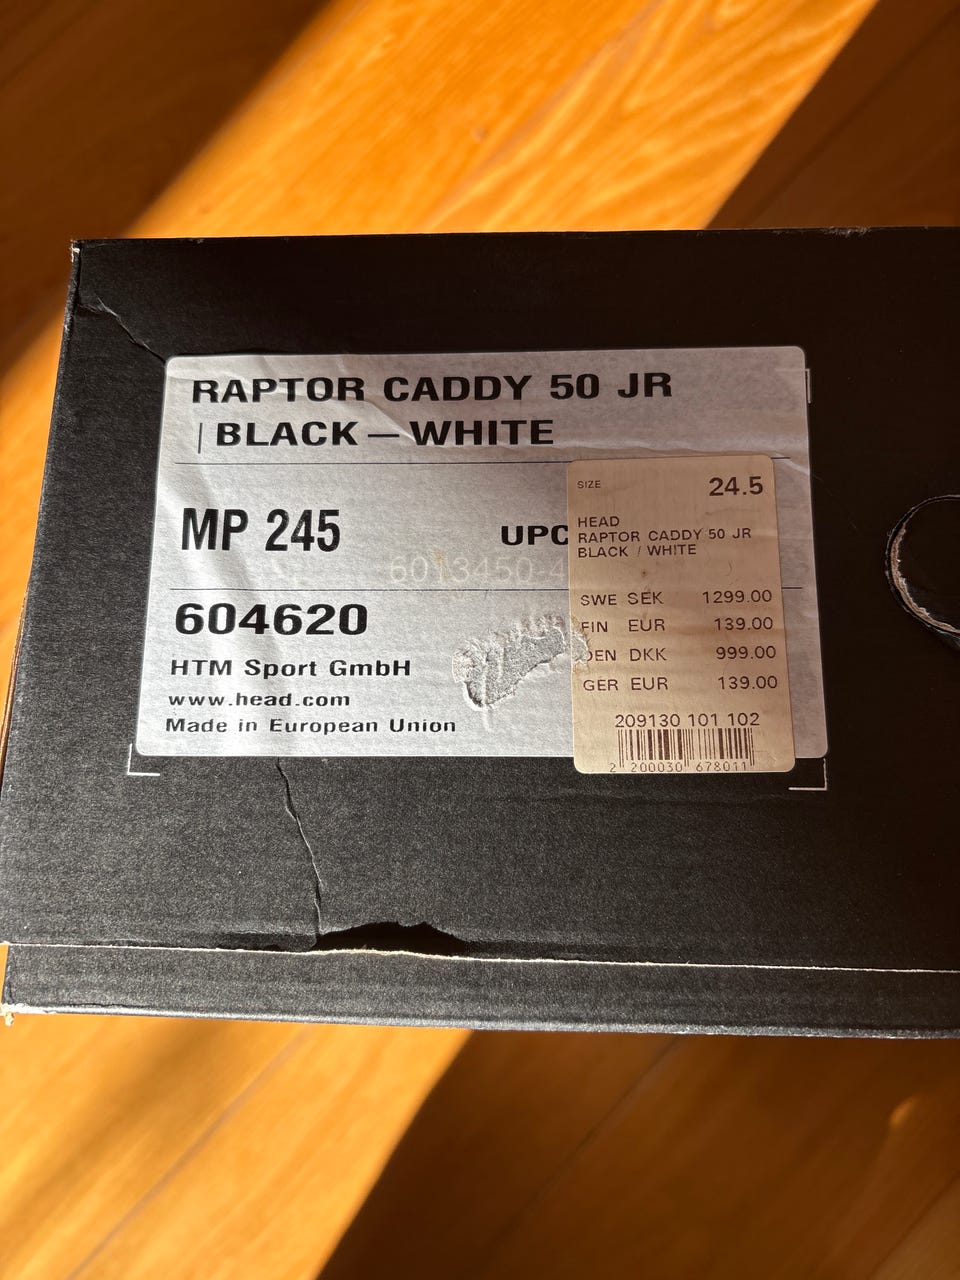 RAPTOR CADDY 50 JR
| BLACK — WHITE
MP 245
UPC
6013450-4
604620
HTM Sport GmbH
www.head.com
Made in European Union
SIZE 24.5
HEAD
RAPTOR CADDY 50 JR
BLACK / WHITE
SWE SEK 1299.00
FIN EUR 139.00
DEN DKK 999.00
GER EUR 139.00
209130 101 102
2 200030 678011